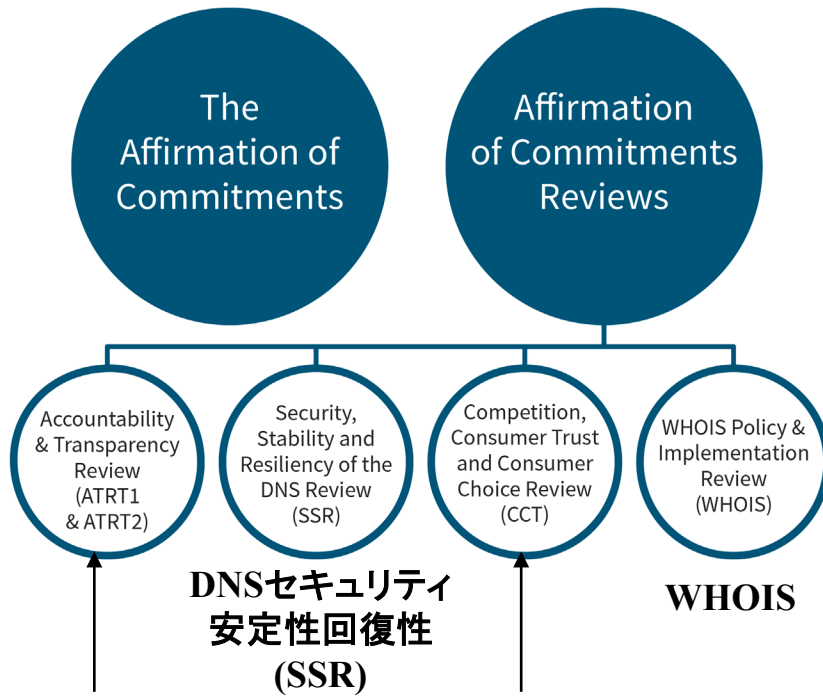 The
Affirmation of
Commitments
Affirmation
of Commitments
Reviews
Accountability
& Transparency
Review
(ATRT1
& ATRT2)
Security,
Stability and
Resiliency of the
DNS Review
(SSR)
Competition,
Consumer Trust
and Consumer
Choice Review
(CCT)
WHOIS Policy &
Implementation
Review
(WHOIS)
DNSセキュリティ
安定性回復性
(SSR)
WHOIS